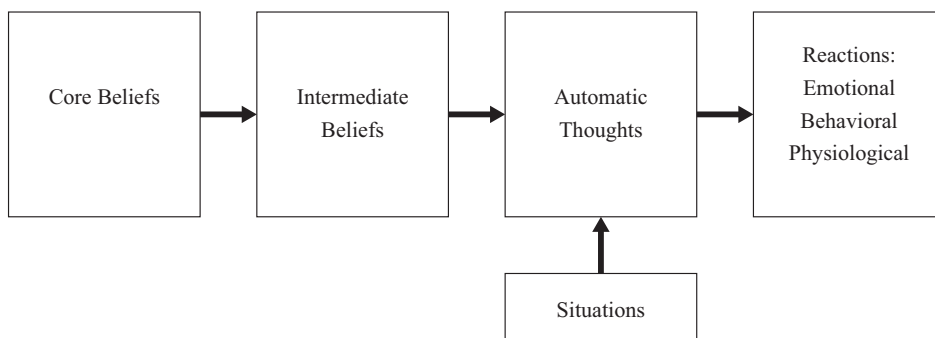 Core Beliefs
Intermediate
Beliefs
Automatic
Thoughts
Reactions:
Emotional
Behavioral
Physiological
Situations